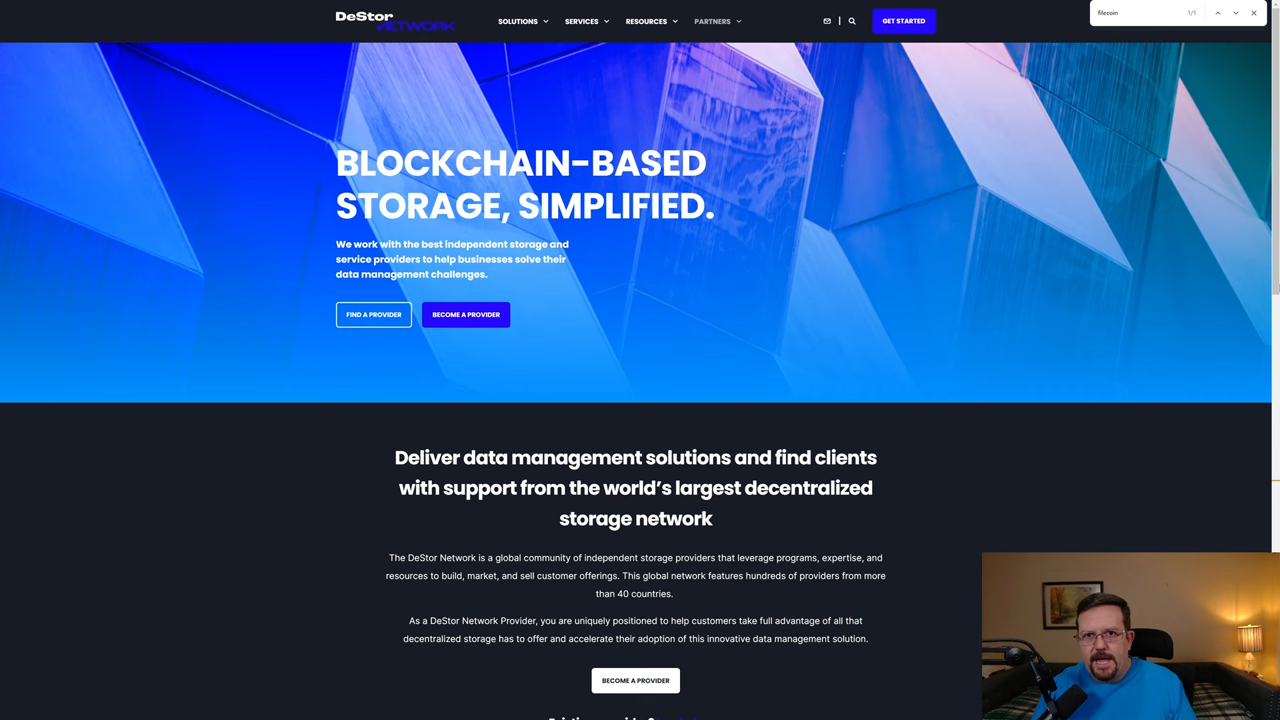 DeStor
NETWORK
SOLUTIONS
SERVICES
RESOURCES
PARTNERS
GET STARTED
filecoin
1/1
BLOCKCHAIN-BASED
STORAGE, SIMPLIFIED.
We work with the best independent storage and
service providers to help businesses solve their
data management challenges.
FIND A PROVIDER
BECOME A PROVIDER
Deliver data management solutions and find clients
with support from the world’s largest decentralized
storage network
The DeStor Network is a global community of independent storage providers that leverage programs, expertise, and
resources to build, market, and sell customer offerings. This global network features hundreds of providers from more
than 40 countries.
As a DeStor Network Provider, you are uniquely positioned to help customers take full advantage of all that
decentralized storage has to offer and accelerate their adoption of this innovative data management solution.
BECOME A PROVIDER